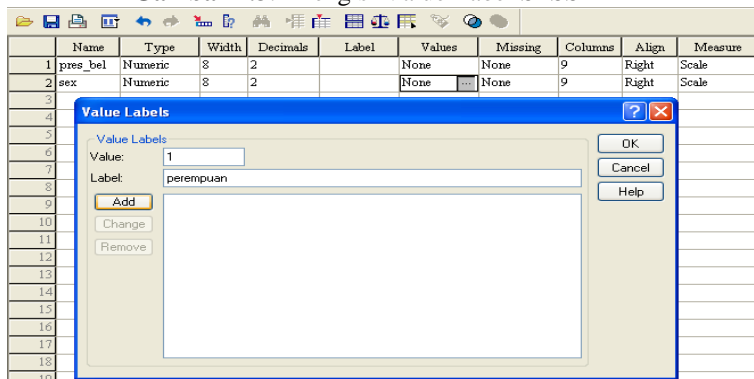 Name Type Width Decimals Label Values Missing Columns Align Measure
1 pres_bel Numeric 8 2 None None 9 Right Scale
2 sex Numeric 8 2 None ... None 9 Right Scale
3
4
5
6
7
8
9
10
11
12
13
14
15
16
17
18
Value Labels
Value Labels
Value: 1
Label: perempuan
Add
Change
Remove
OK
Cancel
Help